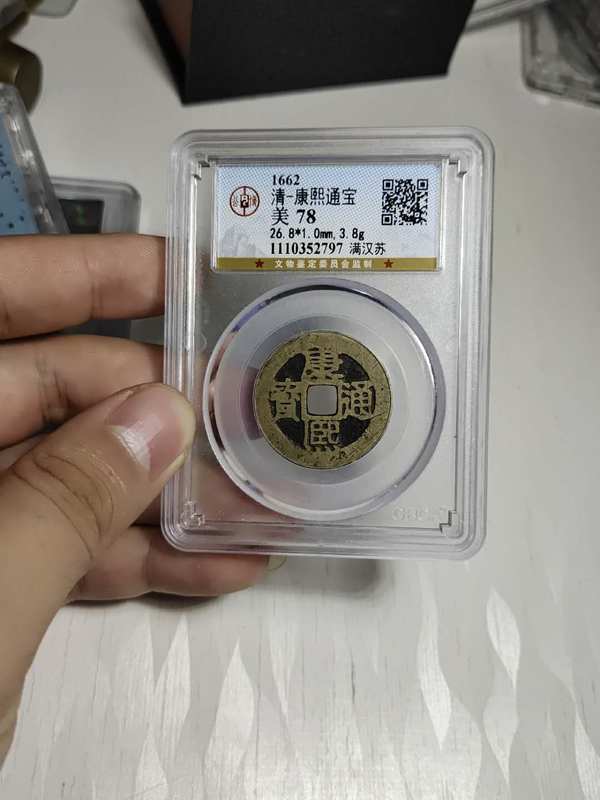 1662
清-康熙通宝
美 78
26.8*1.0mm,3.8g
1110352797 满汉苏
★ 文物鉴定委员会监制 ★
康熙通寳